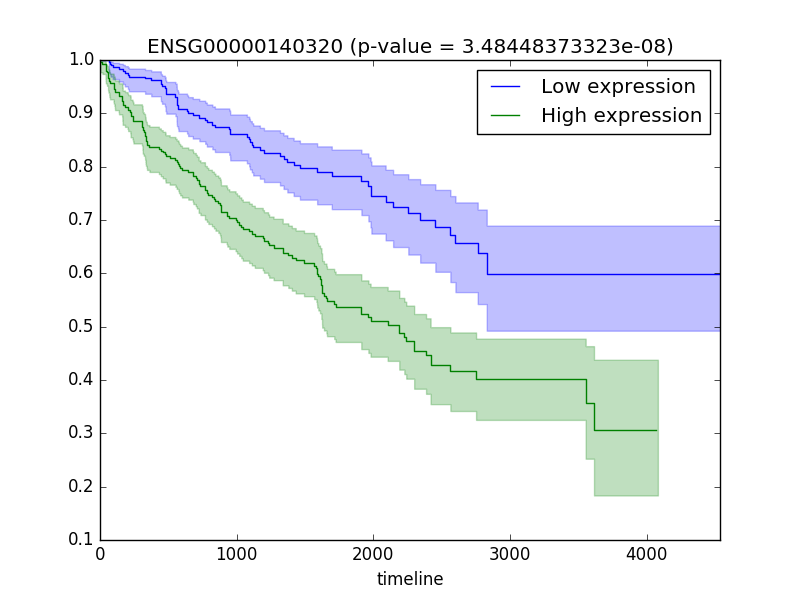 ENSG00000140320 (p-value = 3.48448373323e-08)
Low expression
High expression
1.0
0.9
0.8
0.7
0.6
0.5
0.4
0.3
0.2
0.1
0 1000 2000 3000 4000
timeline